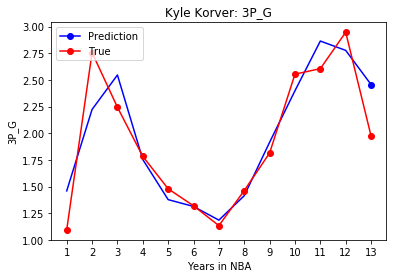 Kyle Korver: 3P_G
Prediction
True
3P_G
3.00
2.75
2.50
2.25
2.00
1.75
1.50
1.25
1.00
1 2 3 4 5 6 7 8 9 10 11 12 13
Years in NBA